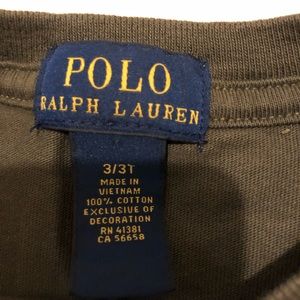 POLO
RALPH LAUREN
3/3T
MADE IN
VIETNAM
100% COTTON
EXCLUSIVE OF
DECORATION
RN 41381
CA 56658